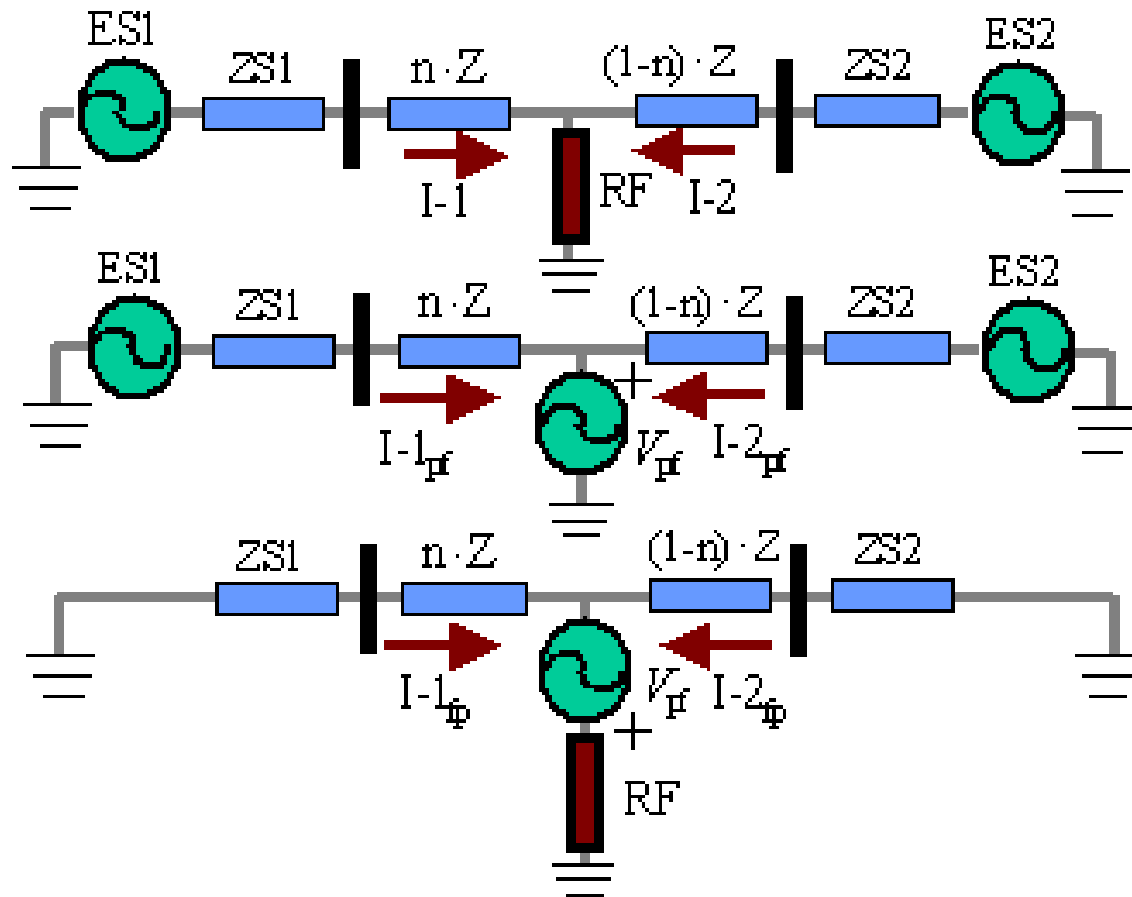 ES1 ZS1 n·Z (1-n)·Z ZS2 ES2
I-1 RF I-2
ES1 ZS1 n·Z (1-n)·Z ZS2 ES2
+
I-1pf Vpf I-2pf
ZS1 n·Z (1-n)·Z ZS2
I-1fp Vpf I-2fp
+
RF